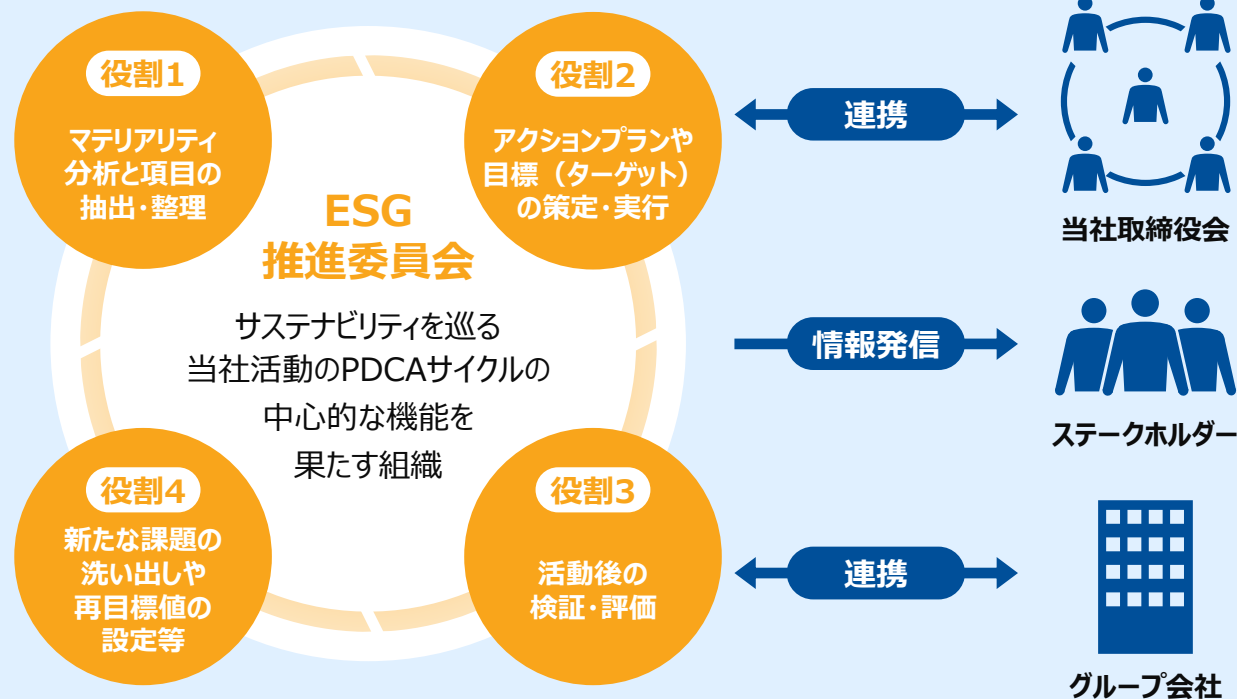 役割1
マテリアリティ
分析と項目の
抽出・整理
役割2
アクションプランや
目標（ターゲット）
の策定・実行
ESG
推進委員会
サステナビリティを巡る
当社活動のPDCAサイクルの
中心的な機能を
果たす組織
役割4
新たな課題の
洗い出しや
再目標値の
設定等
役割3
活動後の
検証・評価
連携
当社取締役会
情報発信
ステークホルダー
連携
グループ会社